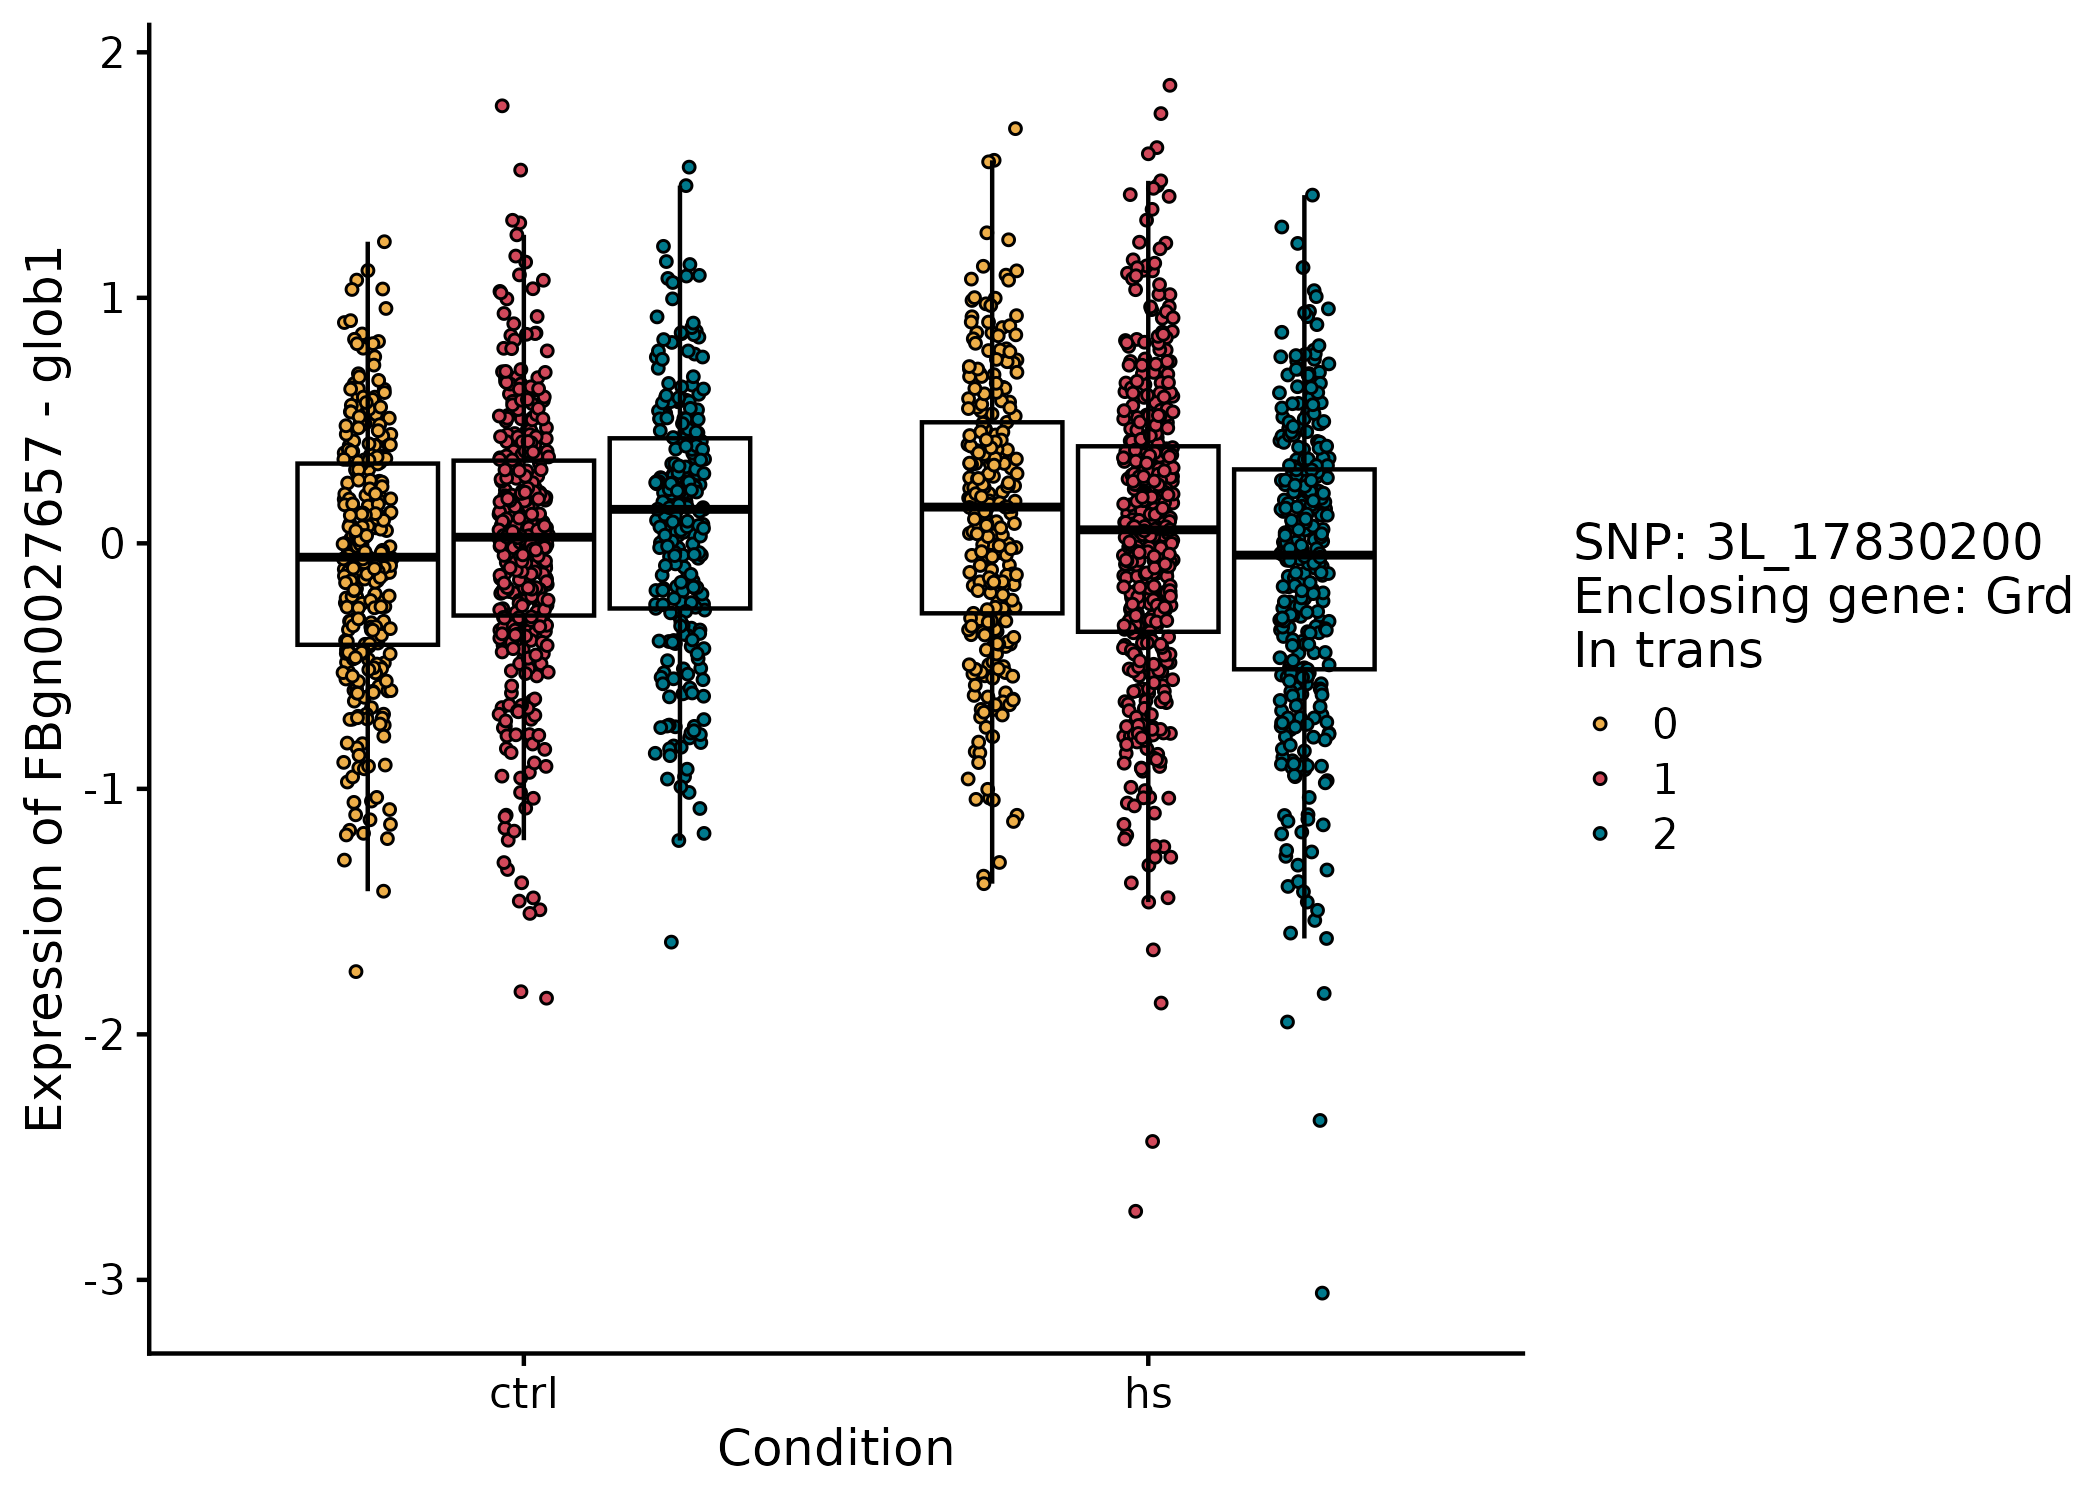 Expression of FBgn0027657 - glob1
2
1
0
-1
-2
-3
ctrl
hs
Condition
SNP: 3L_17830200
Enclosing gene: Grd
In trans
0
1
2